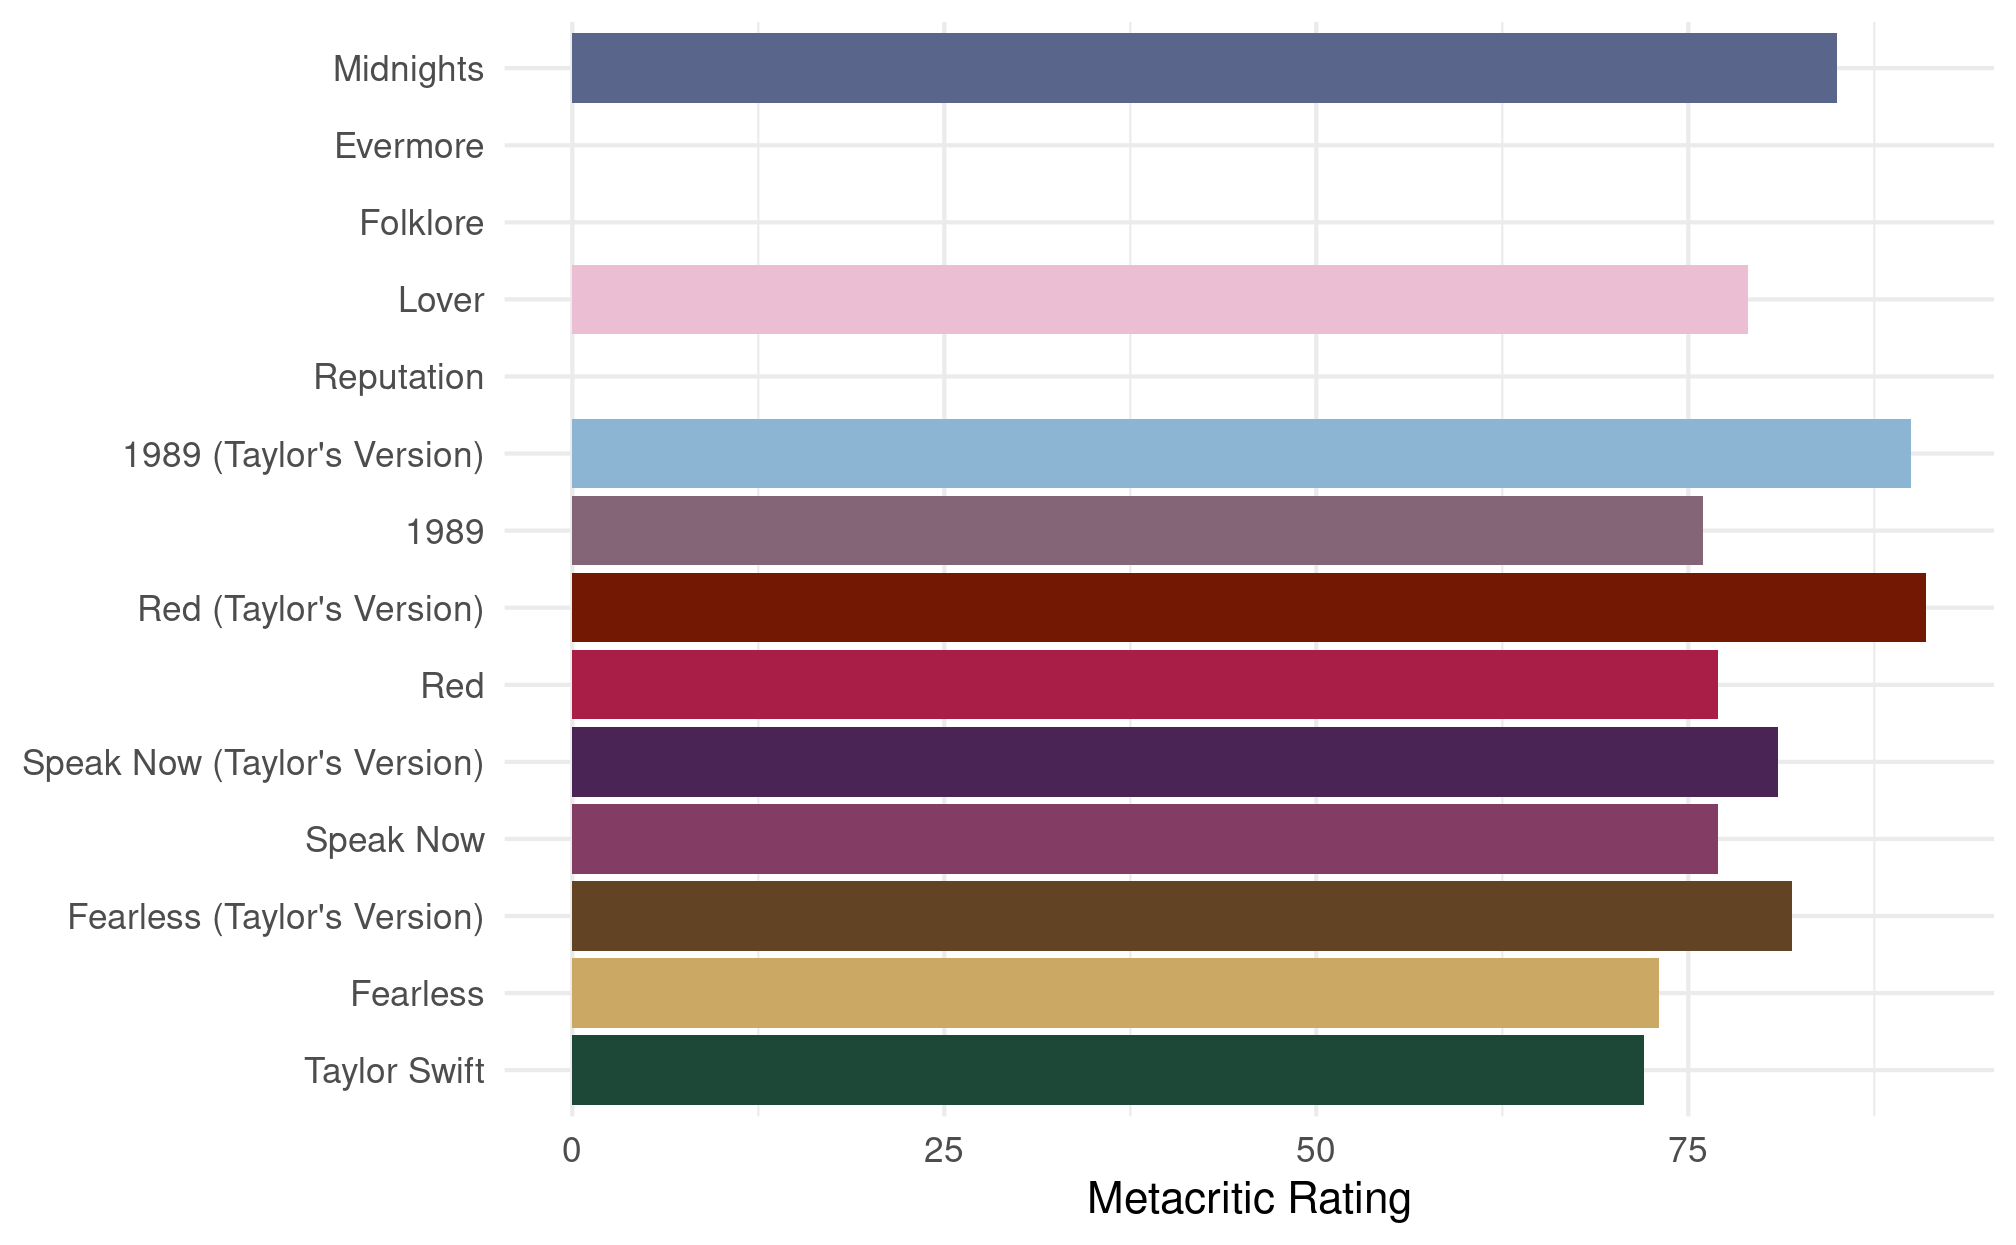 Midnights
Evermore
Folklore
Lover
Reputation
1989 (Taylor's Version)
1989
Red (Taylor's Version)
Red
Speak Now (Taylor's Version)
Speak Now
Fearless (Taylor's Version)
Fearless
Taylor Swift
0 25 50 75
Metacritic Rating